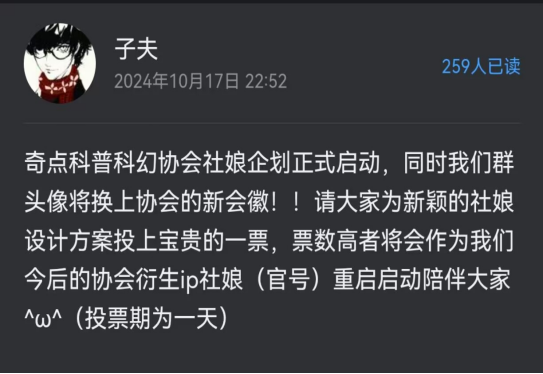 子夫
2024年10月17日 22:52
259人已读
奇点科普科幻协会社娘企划正式启动，同时我们群
头像将换上协会的新会徽！！请大家为新颖的社娘
设计方案投上宝贵的一票，票数高者将会作为我们
今后的协会衍生ip社娘（官号）重启启动陪伴大家
^ω^（投票期为一天）